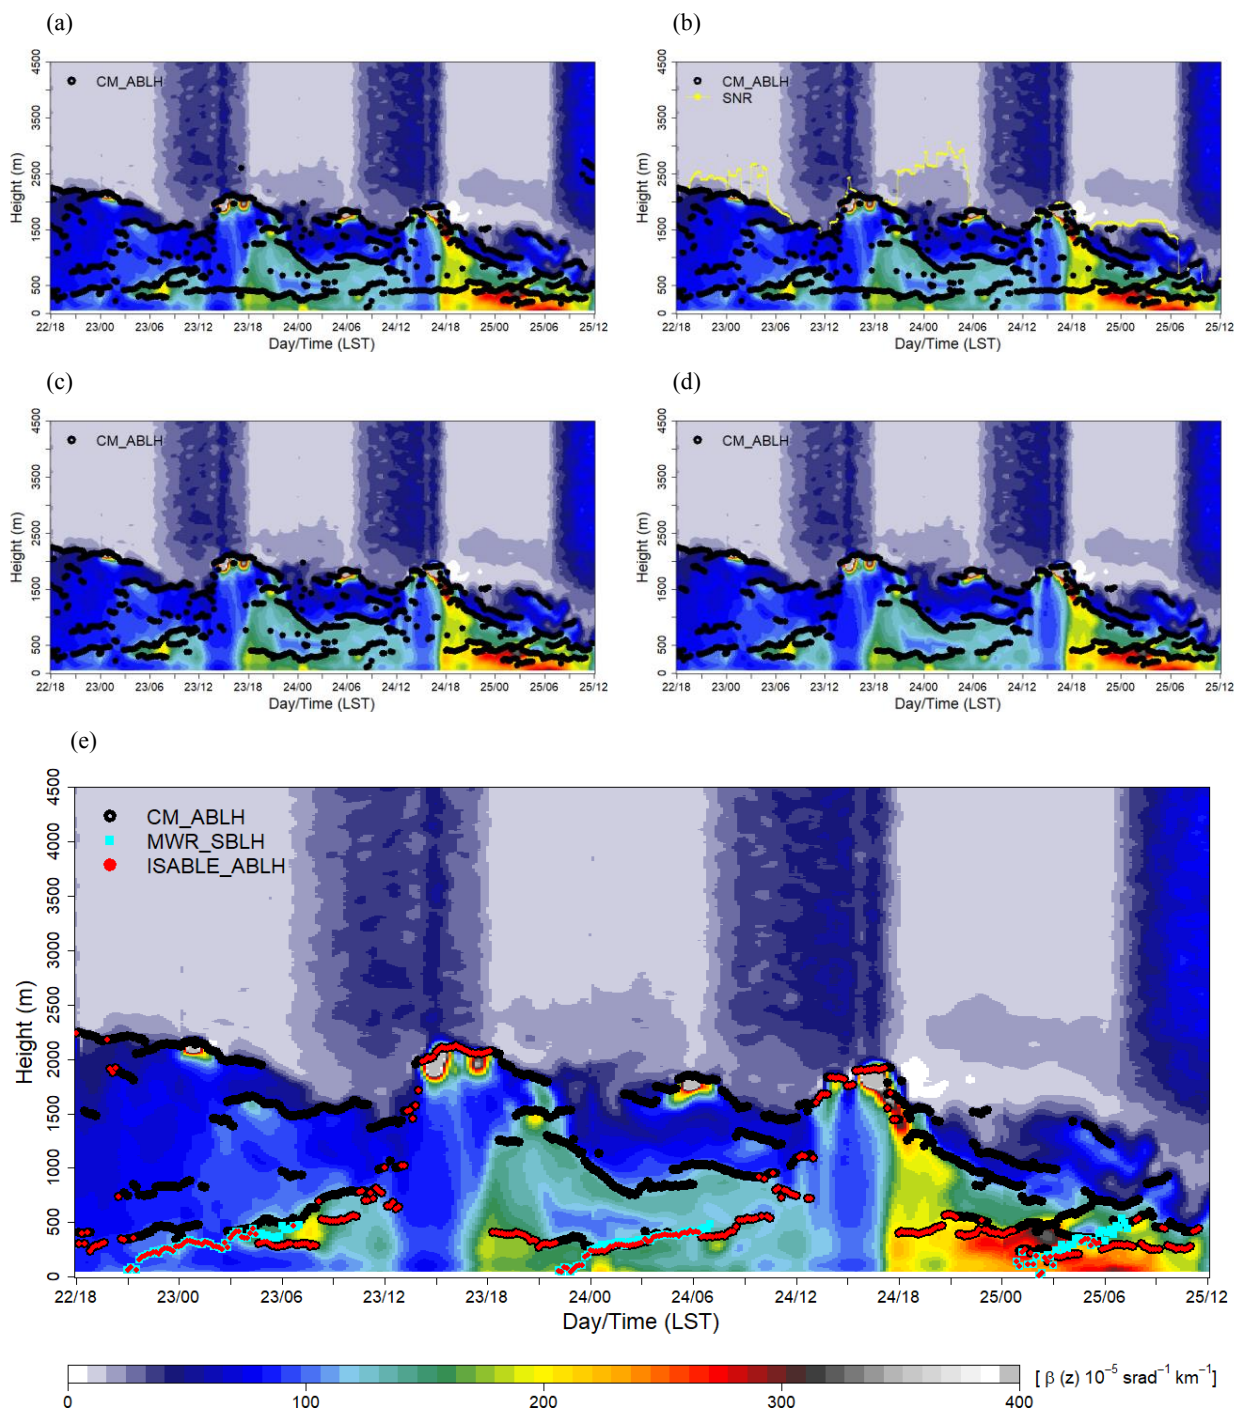 (a)
CM_ABLH
Height (m)
0 500 1500 2500 3500 4500
22/18 23/00 23/06 23/12 23/18 24/00 24/06 24/12 24/18 25/00 25/06 25/12
Day/Time (LST)
(b)
CM_ABLH
SNR
Height (m)
0 500 1500 2500 3500 4500
22/18 23/00 23/06 23/12 23/18 24/00 24/06 24/12 24/18 25/00 25/06 25/12
Day/Time (LST)
(c)
CM_ABLH
Height (m)
0 500 1500 2500 3500 4500
22/18 23/00 23/06 23/12 23/18 24/00 24/06 24/12 24/18 25/00 25/06 25/12
Day/Time (LST)
(d)
CM_ABLH
Height (m)
0 500 1500 2500 3500 4500
22/18 23/00 23/06 23/12 23/18 24/00 24/06 24/12 24/18 25/00 25/06 25/12
Day/Time (LST)
(e)
CM_ABLH
MWR_SBLH
ISABLE_ABLH
Height (m)
0 500 1000 1500 2000 2500 3000 3500 4000 4500
22/18 23/00 23/06 23/12 23/18 24/00 24/06 24/12 24/18 25/00 25/06 25/12
Day/Time (LST)
[ β (z) 10⁻⁵ srad⁻¹ km⁻¹ ]
0 100 200 300 400